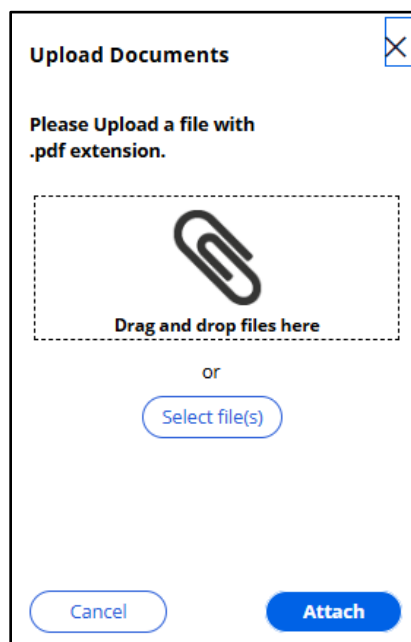 Upload Documents
Please Upload a file with
.pdf extension.
Drag and drop files here
or
Select file(s)
Cancel
Attach